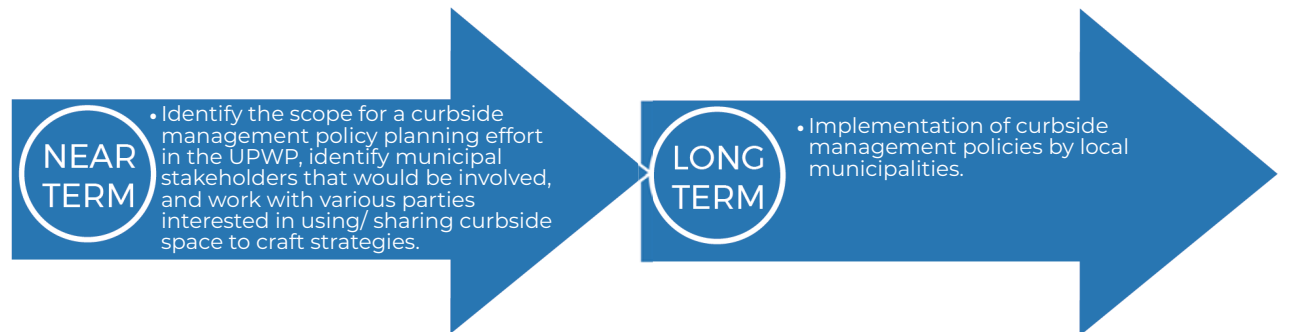 NEAR
TERM
• Identify the scope for a curbside
management policy planning effort
in the UPWP, identify municipal
stakeholders that would be involved,
and work with various parties
interested in using/ sharing curbside
space to craft strategies.
LONG
TERM
• Implementation of curbside
management policies by local
municipalities.